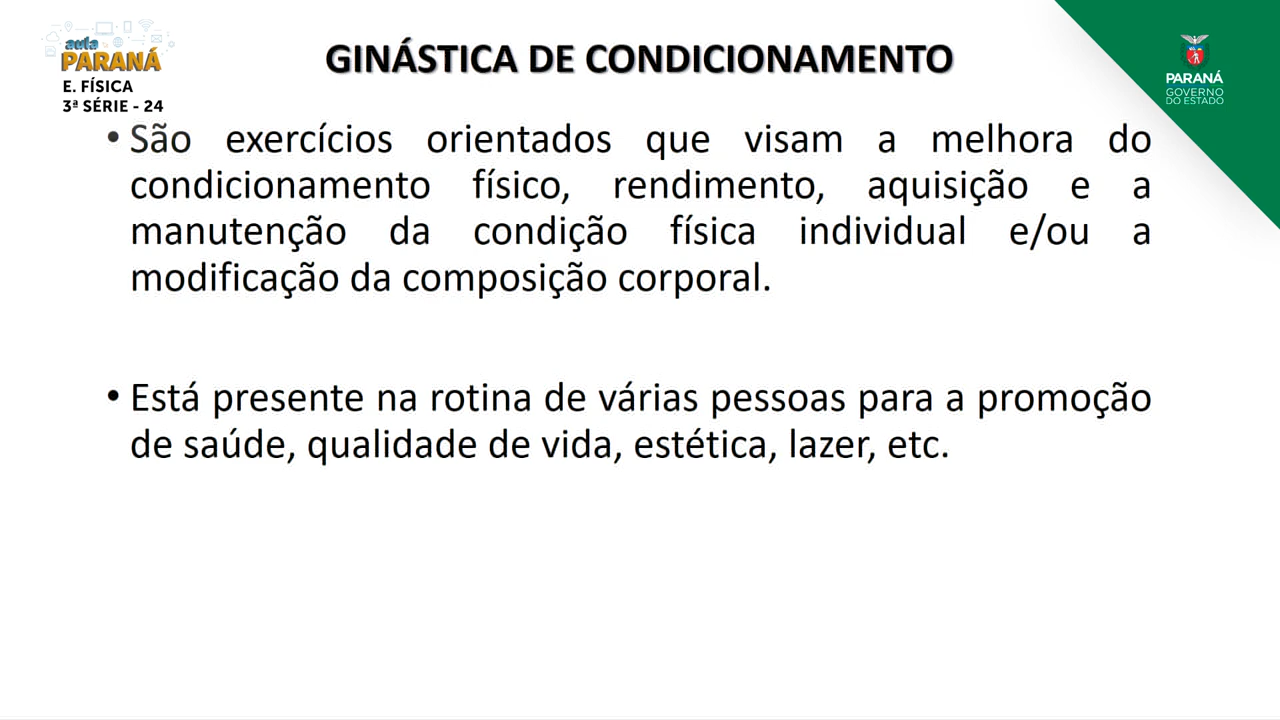 aula
PARANÁ
E. FÍSICA
3ª SÉRIE - 24
GINÁSTICA DE CONDICIONAMENTO
PARANÁ
GOVERNO
DO ESTADO
• São exercícios orientados que visam a melhora do
condicionamento físico, rendimento, aquisição e a
manutenção da condição física individual e/ou a
modificação da composição corporal.
• Está presente na rotina de várias pessoas para a promoção
de saúde, qualidade de vida, estética, lazer, etc.